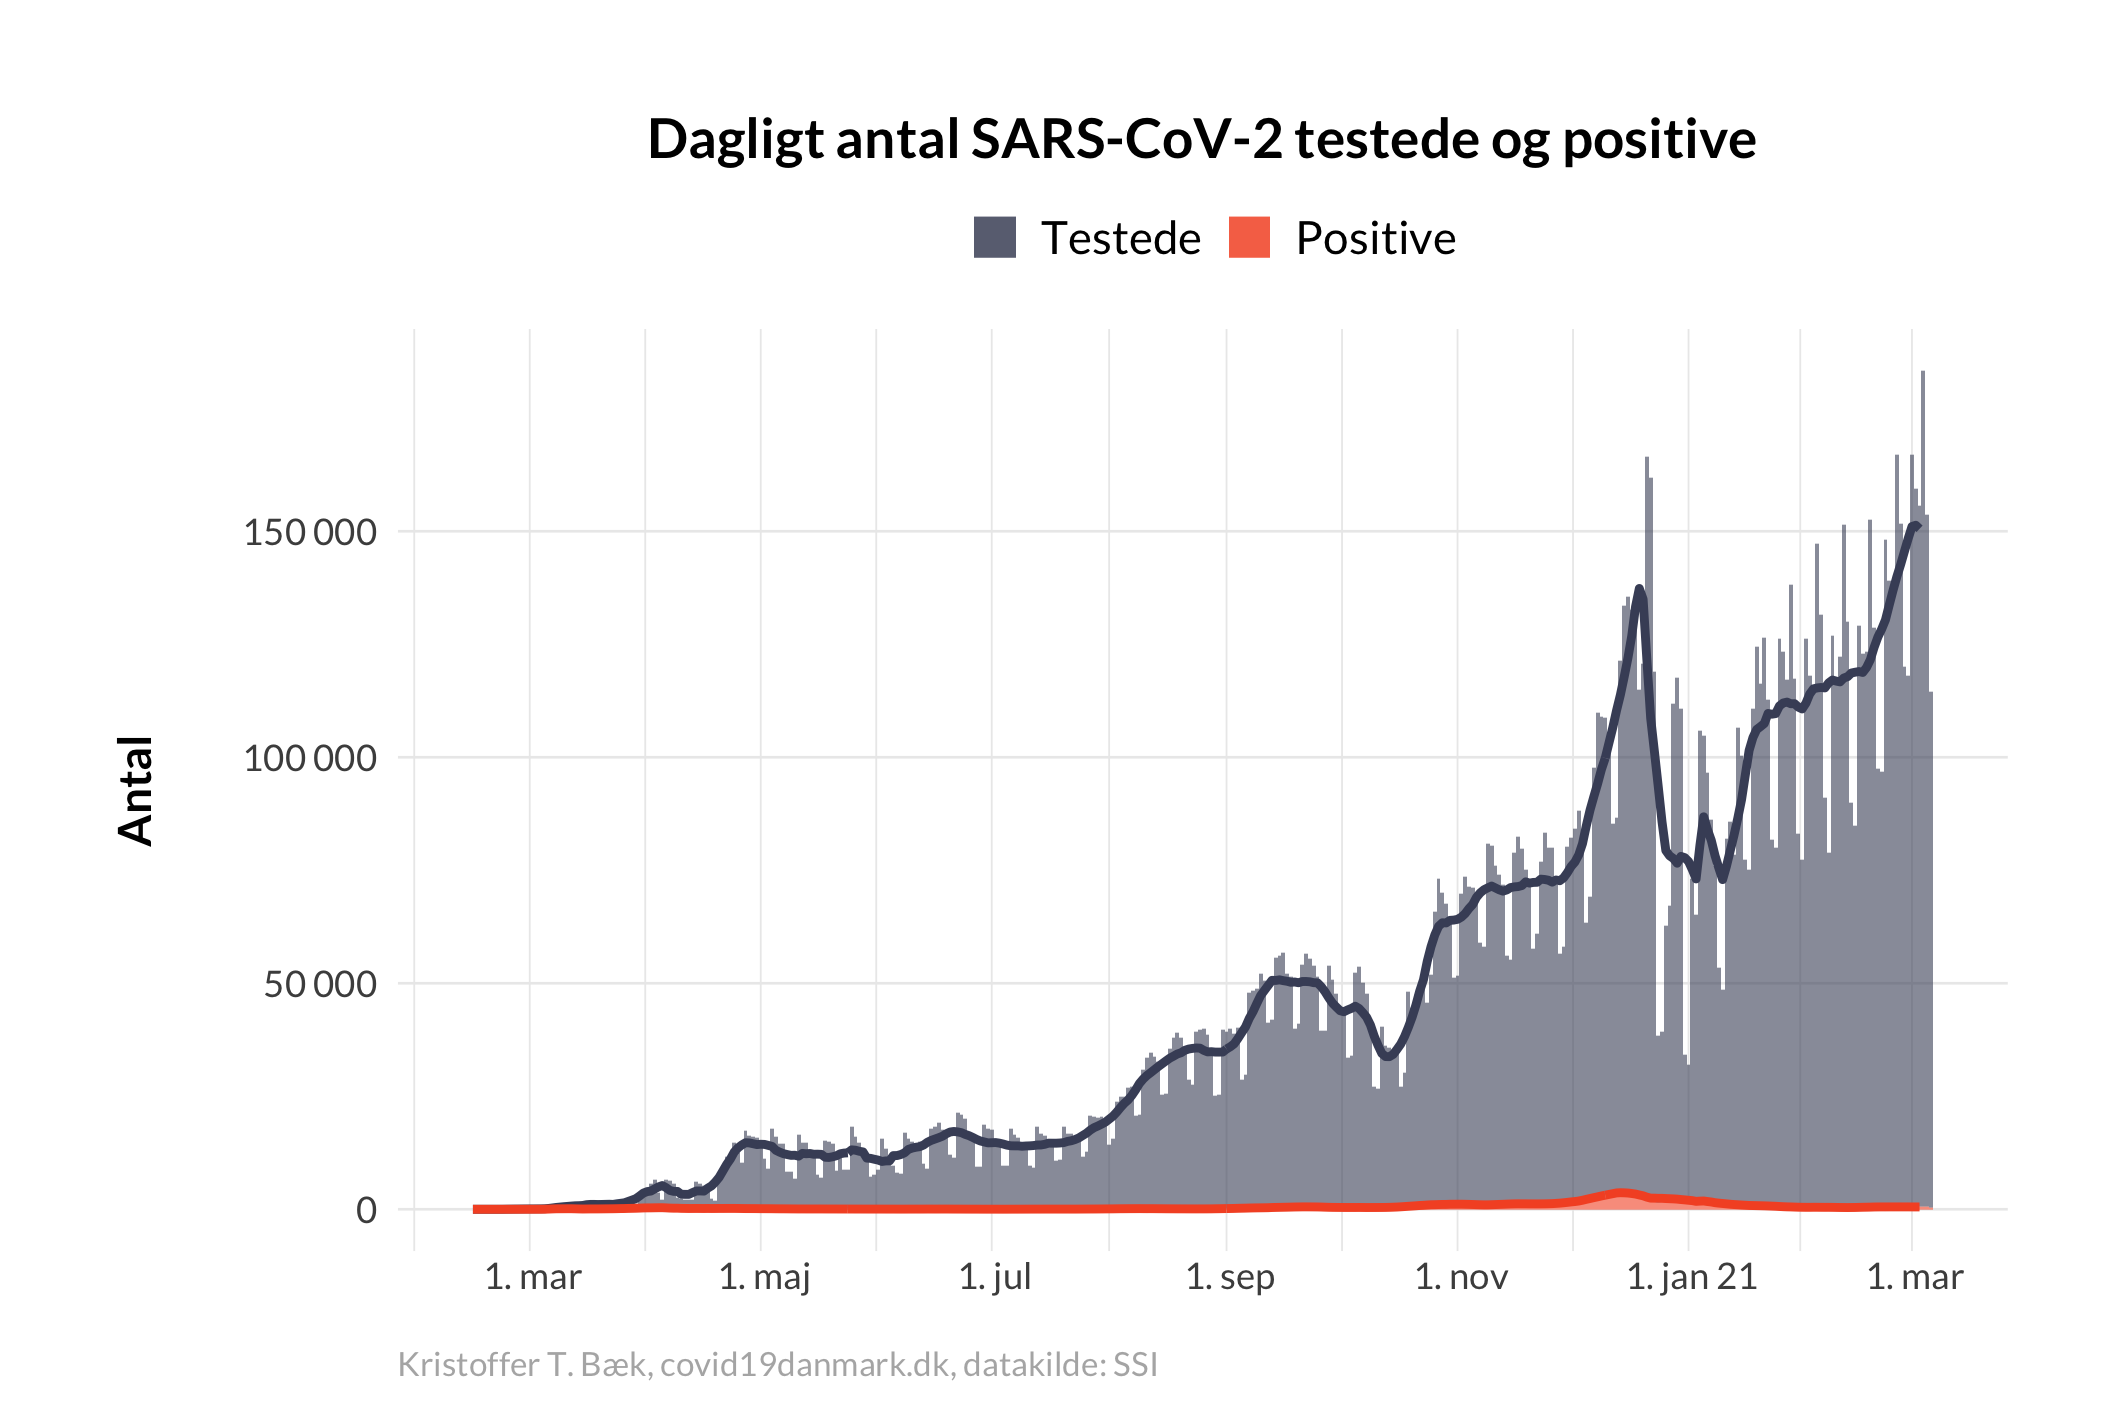 Dagligt antal SARS-CoV-2 testede og positive
Testede Positive
Antal
150 000
100 000
50 000
0
1. mar 1. maj 1. jul 1. sep 1. nov 1. jan 21 1. mar
Kristoffer T. Bæk, covid19danmark.dk, datakilde: SSI